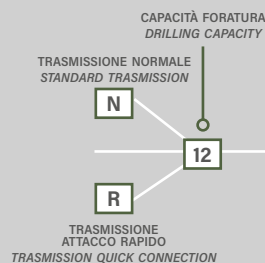 CAPACITÀ FORATURA
DRILLING CAPACITY
TRASMISSIONE NORMALE
STANDARD TRASMISSION
N
12
R
TRASMISSIONE
ATTACCO RAPIDO
TRASMISSION QUICK CONNECTION